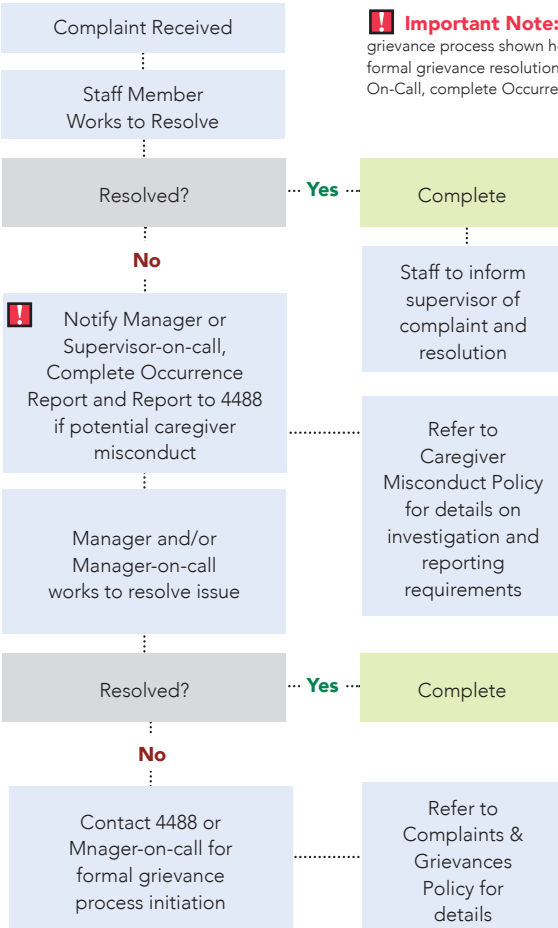 Complaint Received
Important Note:
grievance process shown
formal grievance resolution
On-Call, complete
Staff Member
Works to Resolve
Resolved?
Yes
Complete
No
Staff to inform
supervisor of
complaint and
resolution
! Notify Manager or
Supervisor-on-call,
Complete Occurrence
Report and Report to 4488
if potential caregiver
misconduct
Refer to
Caregiver
Misconduct Policy
for details on
investigation and
reporting
requirements
Manager and/or
Manager-on-call
works to resolve issue
Resolved?
Yes
Complete
No
Contact 4488 or
Mnager-on-call for
formal grievance
process initiation
Refer to
Complaints &
Grievances
Policy for
details